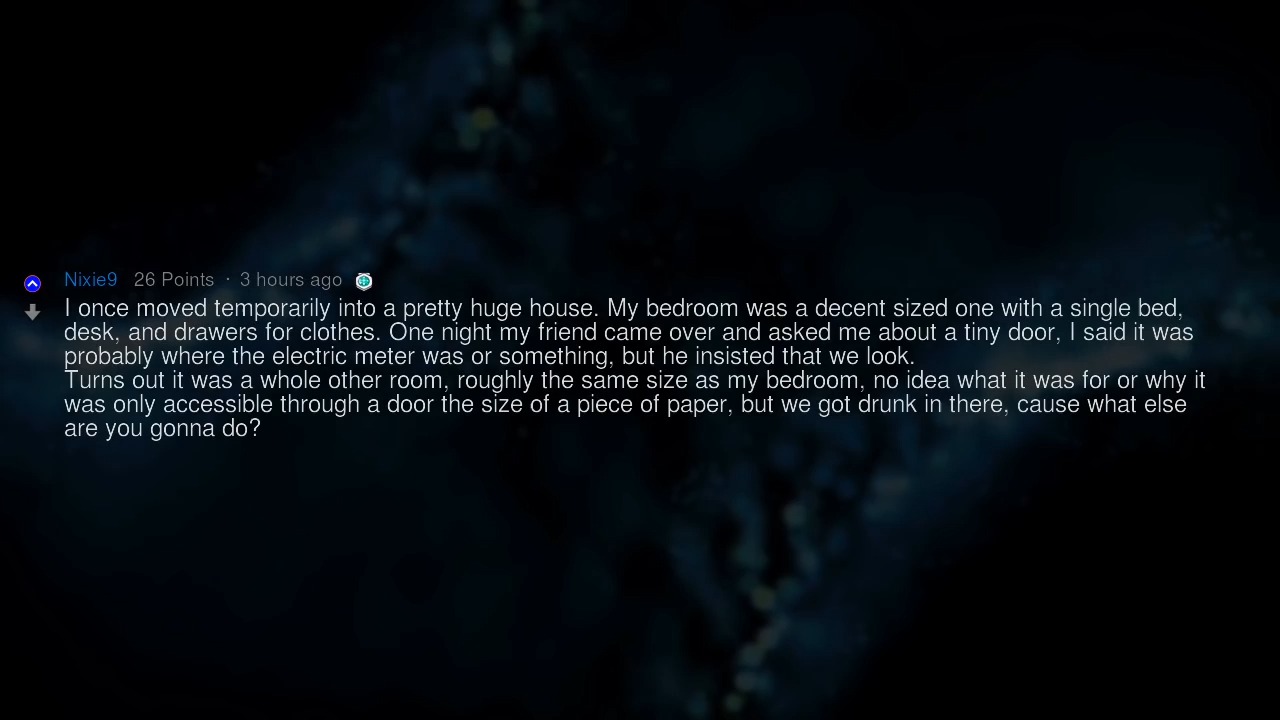 Nixie9 26 Points · 3 hours ago
I once moved temporarily into a pretty huge house. My bedroom was a decent sized one with a single bed,
desk, and drawers for clothes. One night my friend came over and asked me about a tiny door, I said it was
probably where the electric meter was or something, but he insisted that we look.
Turns out it was a whole other room, roughly the same size as my bedroom, no idea what it was for or why it
was only accessible through a door the size of a piece of paper, but we got drunk in there, cause what else
are you gonna do?